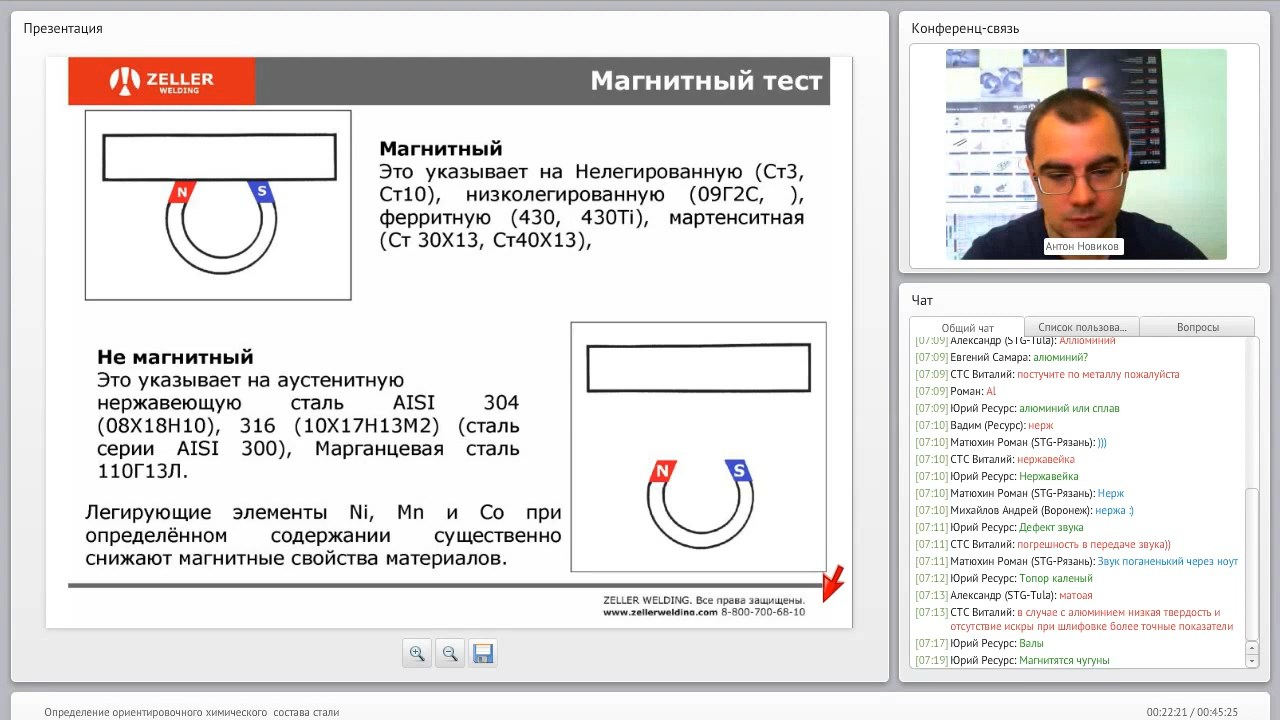 Презентация
ZELLER
WELDING
Магнитный тест
N
S
Магнитный
Это указывает на Нелегированную (Ст3,
Ст10), низколегированную (09Г2С, ),
ферритную (430, 430Ti), мартенситная
(Ст 30Х13, Ст40Х13),
Не магнитный
Это указывает на аустенитную
нержавеющую сталь AISI 304
(08Х18Н10), 316 (10Х17Н13М2) (сталь
серии AISI 300), Марганцевая сталь
110Г13Л.
N
S
Легирующие элементы Ni, Mn и Co при
определённом содержании существенно
снижают магнитные свойства материалов.
ZELLER WELDING. Все права защищены.
www.zellerwelding.com 8-800-700-68-10
Конференц-связь
Антон Новиков
Чат
Общий чат
Список пользова...
Вопросы
[07:09] Александр (STG-Tula): Аллюминий
[07:09] Евгений Самара: алюминий?
[07:09] СТС Виталий: постучите по металлу пожалуйста
[07:09] Роман: Al
[07:09] Юрий Ресурс: алюминий или сплав
[07:10] Вадим (Ресурс): нерж
[07:10] Матюхин Роман (STG-Рязань): )))
[07:10] СТС Виталий: нержавейка
[07:10] Юрий Ресурс: Нержавейка
[07:10] Матюхин Роман (STG-Рязань): Нерж
[07:10] Михайлов Андрей (Воронеж): нержа :)
[07:11] Юрий Ресурс: Дефект звука
[07:11] СТС Виталий: погрешность в передаче звука))
[07:11] Матюхин Роман (STG-Рязань): Звук поганенький через ноут
[07:12] Юрий Ресурс: Топор каленый
[07:13] Александр (STG-Tula): матоая
[07:13] СТС Виталий: в случае с алюминием низкая твердость и
отсутствие искры при шлифовке более точные показатели
[07:17] Юрий Ресурс: Валы
[07:19] Юрий Ресурс: Магнитятся чугуны
Определение ориентировочного химического состава стали
00:22:21 / 00:45:25